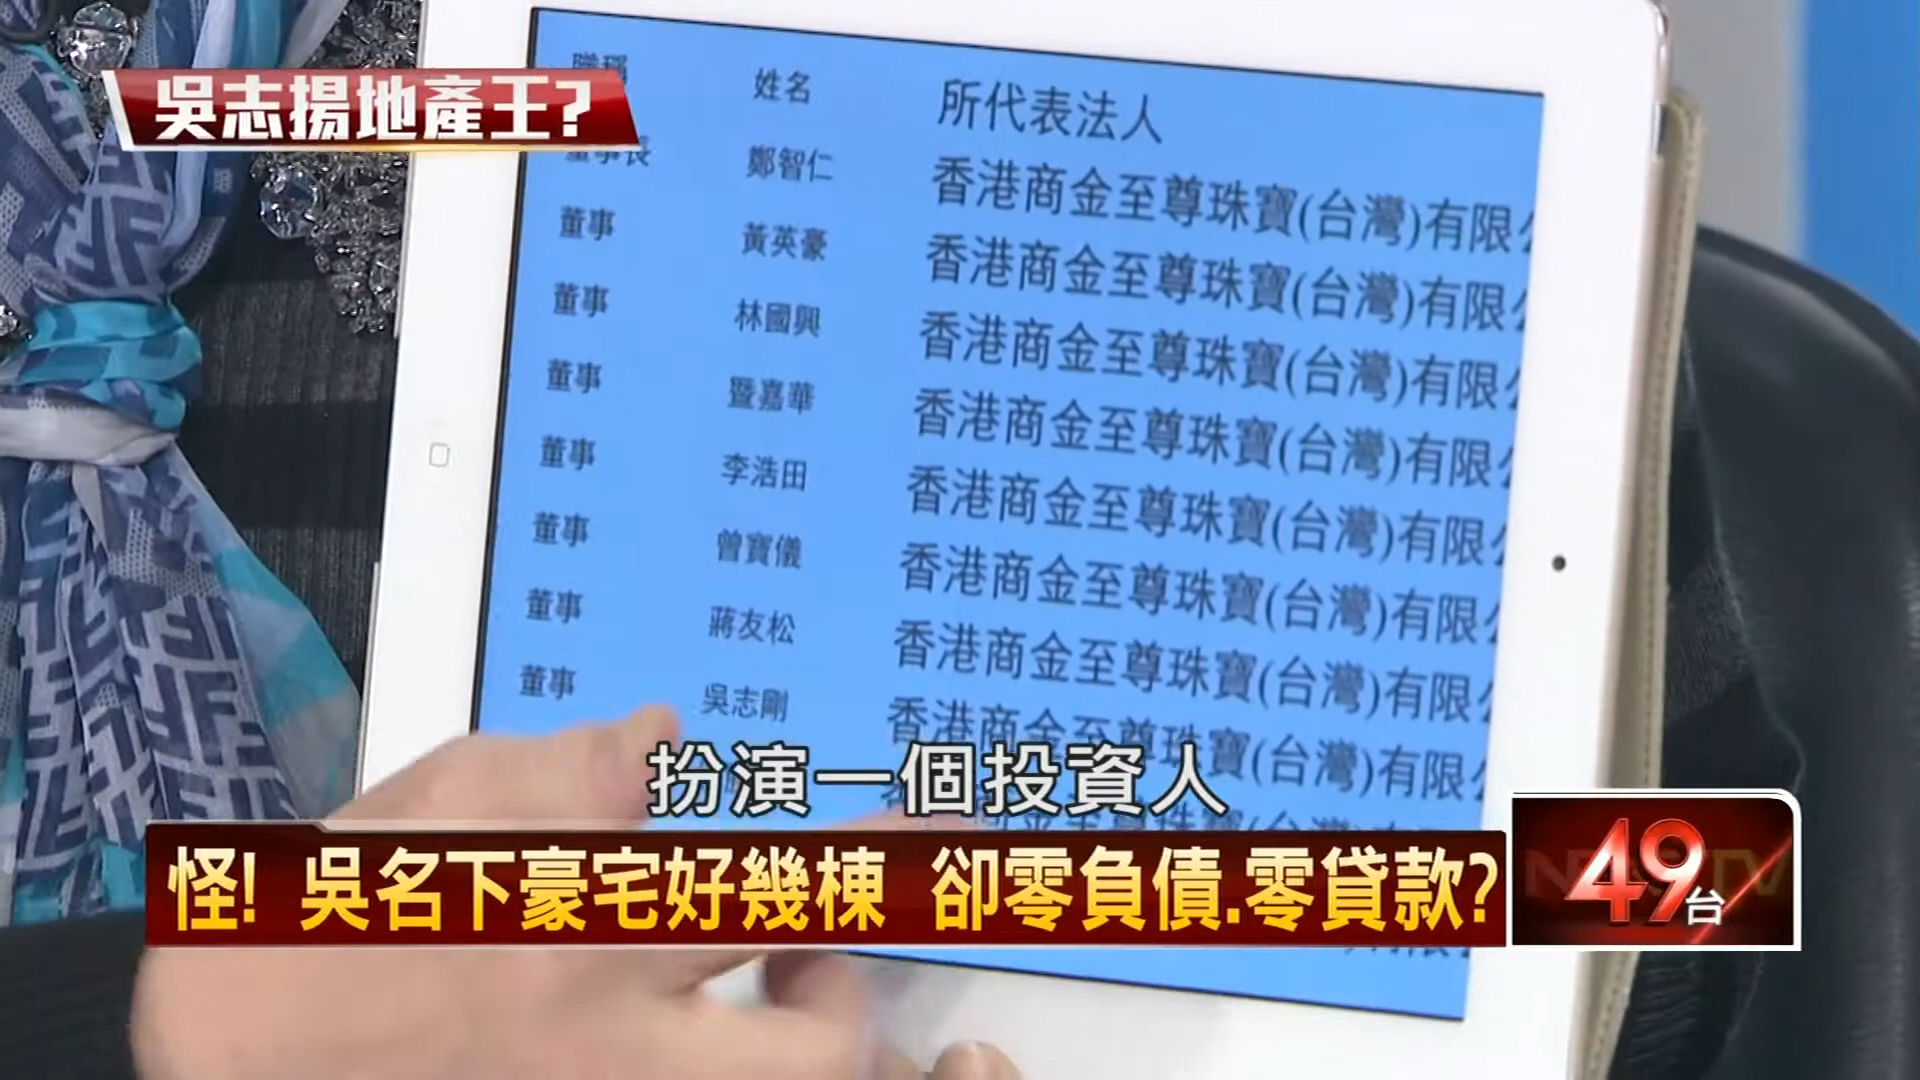 吳志揚地產王?
職稱 姓名 所代表法人
董事長 鄭智仁 香港商金至尊珠寶(台灣)有限公
董事 黃英豪 香港商金至尊珠寶(台灣)有限公
董事 林國興 香港商金至尊珠寶(台灣)有限公
董事 暨嘉華 香港商金至尊珠寶(台灣)有限公
董事 李浩田 香港商金至尊珠寶(台灣)有限公
董事 曾寶儀 香港商金至尊珠寶(台灣)有限公
董事 蔣友松 香港商金至尊珠寶(台灣)有限公
董事 吳志剛 香港商金至尊珠寶(台灣)有限公
扮演一個投資人
怪! 吳名下豪宅好幾棟 卻零負債.零貸款?
49台